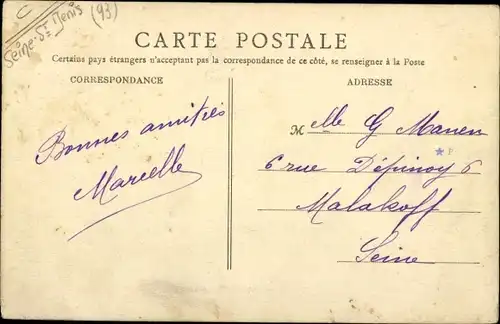 Seine-St Denis (93)
CARTE POSTALE
Certains pays étrangers n'acceptant pas la correspondance de ce côté, se renseigner à la Poste
CORRESPONDANCE
Bonnes amitiés
Marcelle
ADRESSE
Mlle G Manen
★ P
6 rue Dépinoy 6
Malakoff
Seine